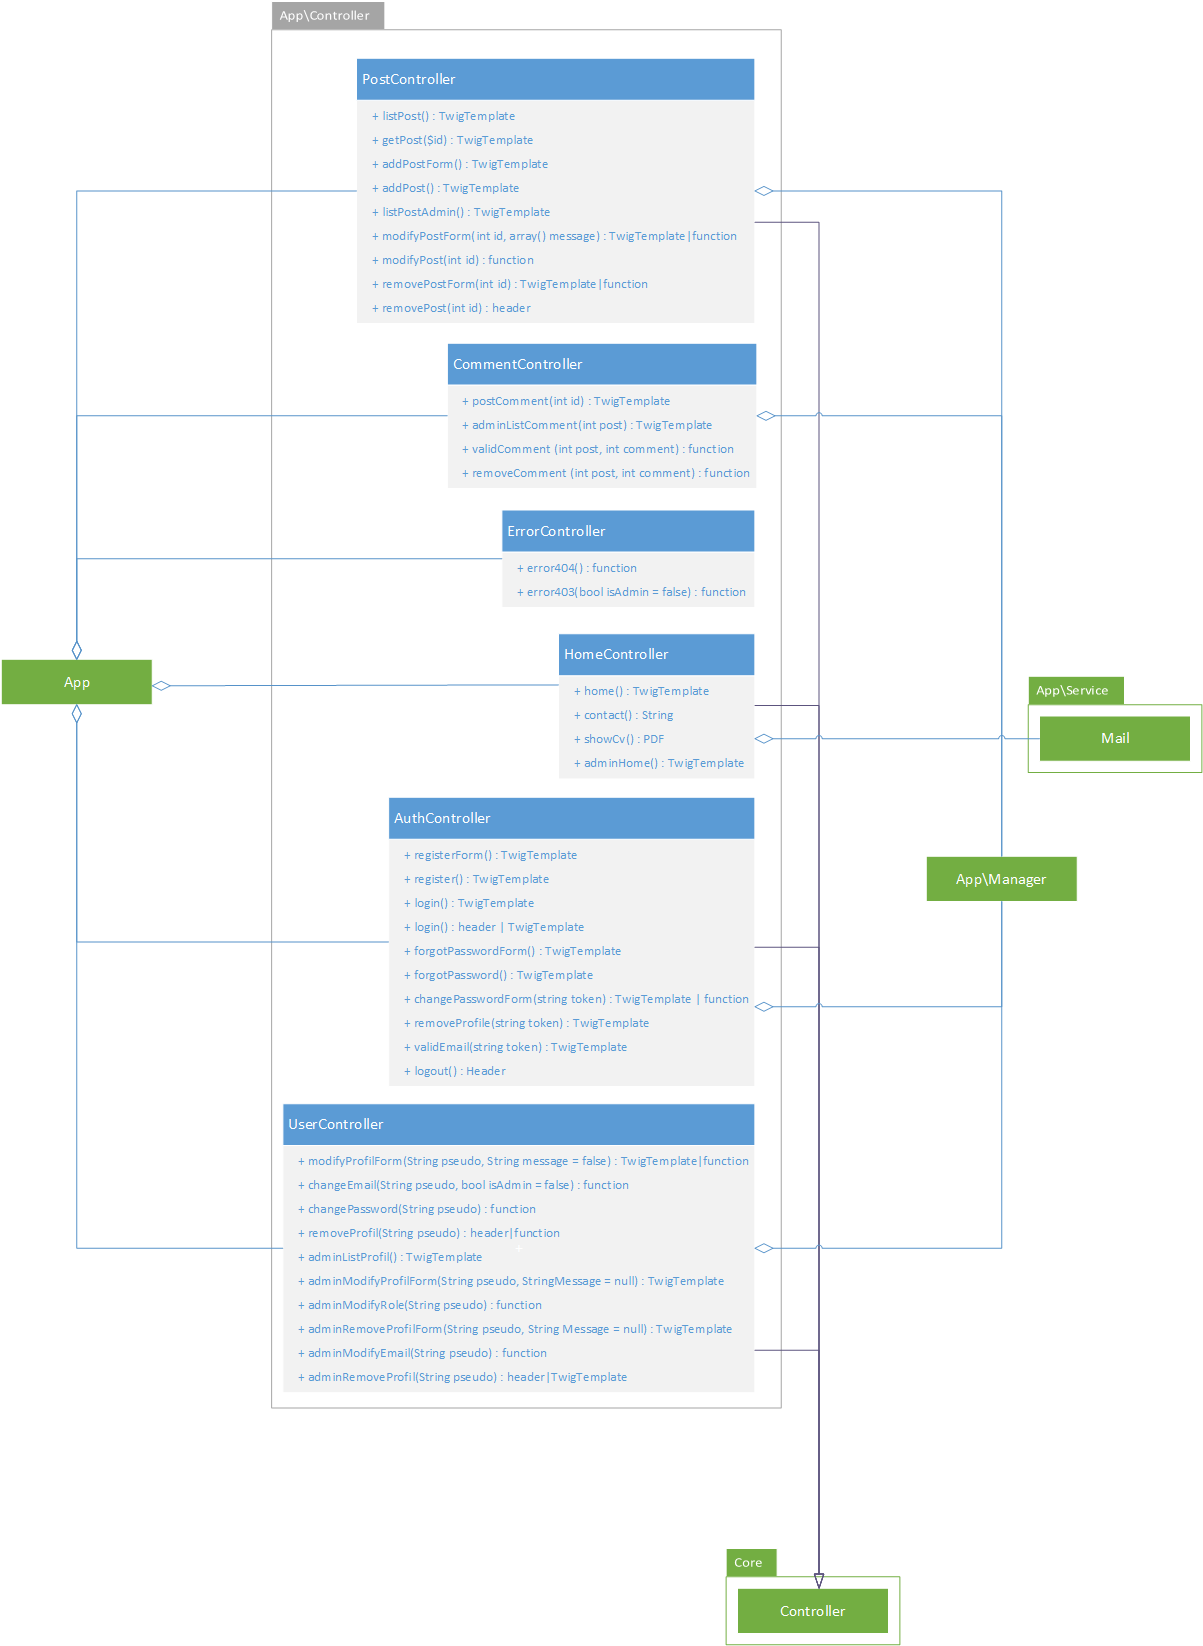 App\Controller
PostController
+ listPost() : TwigTemplate
+ getPost($id) : TwigTemplate
+ addPostForm() : TwigTemplate
+ addPost() : TwigTemplate
+ listPostAdmin() : TwigTemplate
+ modifyPostForm(int id, array() message) : TwigTemplate|function
+ modifyPost(int id) : function
+ removePostForm(int id) : TwigTemplate|function
+ removePost(int id) : header
CommentController
+ postComment(int id) : TwigTemplate
+ adminListComment(int post) : TwigTemplate
+ validComment (int post, int comment) : function
+ removeComment (int post, int comment) : function
ErrorController
+ error404() : function
+ error403(bool isAdmin = false) : function
HomeController
+ home() : TwigTemplate
+ contact() : String
+ showCv() : PDF
+ adminHome() : TwigTemplate
App
App\Service
Mail
AuthController
+ registerForm() : TwigTemplate
+ register() : TwigTemplate
+ login() : TwigTemplate
+ login() : header | TwigTemplate
+ forgotPasswordForm() : TwigTemplate
+ forgotPassword() : TwigTemplate
+ changePasswordForm(string token) : TwigTemplate | function
+ removeProfile(string token) : TwigTemplate
+ validEmail(string token) : TwigTemplate
+ logout() : Header
App\Manager
UserController
+ modifyProfilForm(String pseudo, String message = false) : TwigTemplate|function
+ changeEmail(String pseudo, bool isAdmin = false) : function
+ changePassword(String pseudo) : function
+ removeProfil(String pseudo) : header|function
+ adminListProfil() : TwigTemplate
+ adminModifyProfilForm(String pseudo, StringMessage = null) : TwigTemplate
+ adminModifyRole(String pseudo) : function
+ adminRemoveProfilForm(String pseudo, String Message = null) : TwigTemplate
+ adminModifyEmail(String pseudo) : function
+ adminRemoveProfil(String pseudo) : header|TwigTemplate
Core
Controller